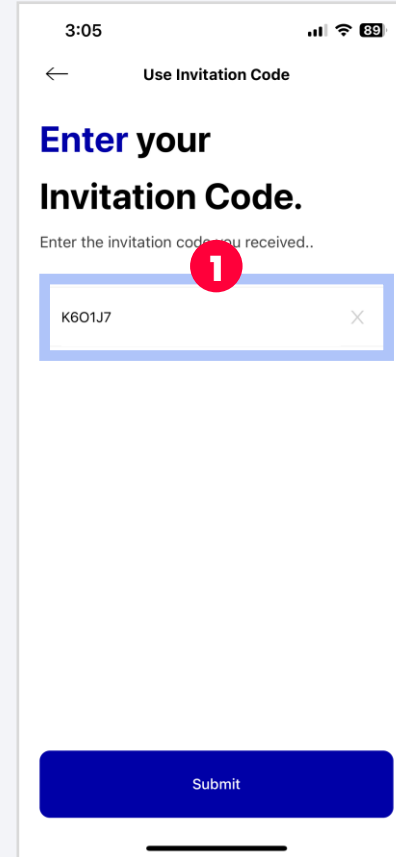 3:05 89
Use Invitation Code
Enter your
Invitation Code.
Enter the invitation code you received..
1
K6O1J7
Submit